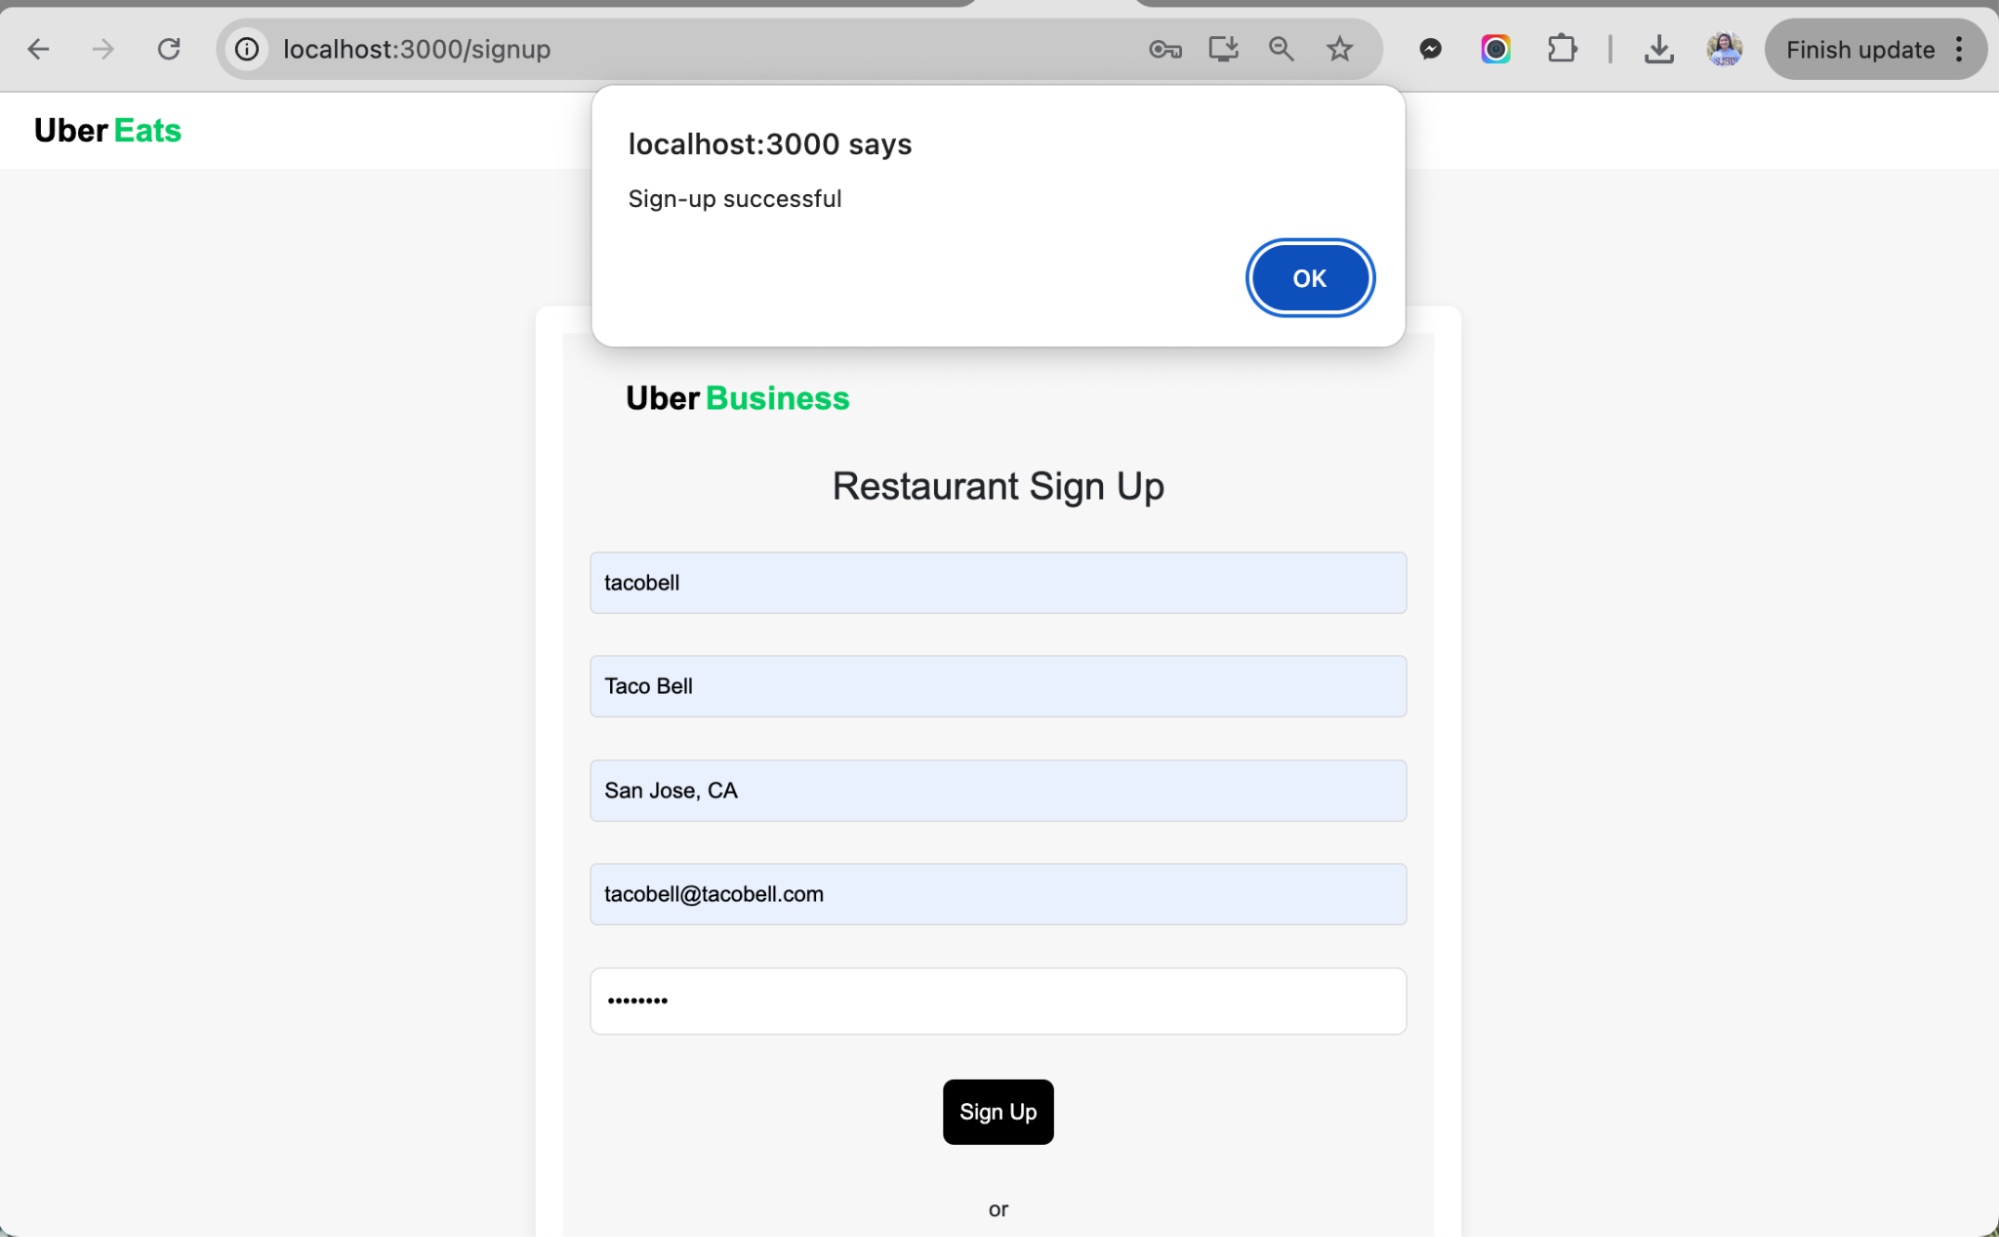 localhost:3000/signup
Finish update
Uber Eats
localhost:3000 says
Sign-up successful
OK
Uber Business
Restaurant Sign Up
tacobell
Taco Bell
San Jose, CA
tacobell@tacobell.com
••••••••
Sign Up
or